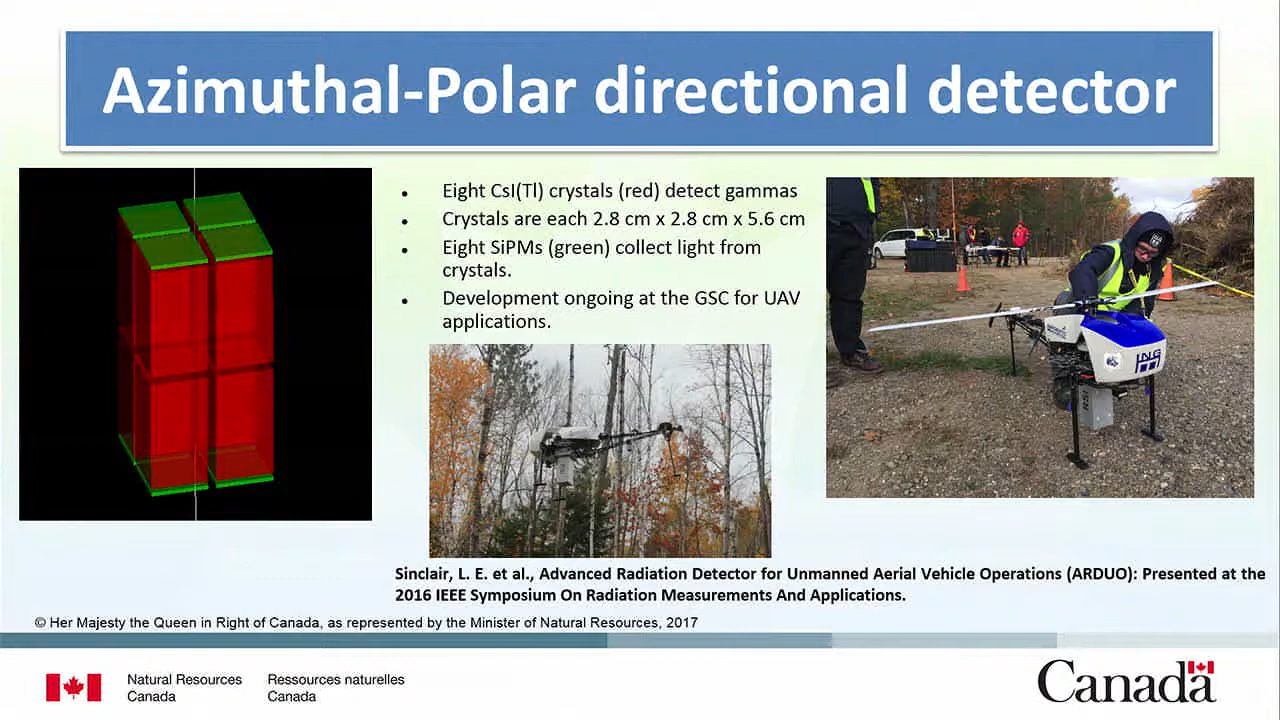 Azimuthal-Polar directional detector
• Eight CsI(Tl) crystals (red) detect gammas
• Crystals are each 2.8 cm x 2.8 cm x 5.6 cm
• Eight SiPMs (green) collect light from
crystals.
• Development ongoing at the GSC for UAV
applications.
ING
RSI
Sinclair, L. E. et al., Advanced Radiation Detector for Unmanned Aerial Vehicle Operations (ARDUO): Presented at the
2016 IEEE Symposium On Radiation Measurements And Applications.
© Her Majesty the Queen in Right of Canada, as represented by the Minister of Natural Resources, 2017
Natural Resources
Canada
Ressources naturelles
Canada
Canada